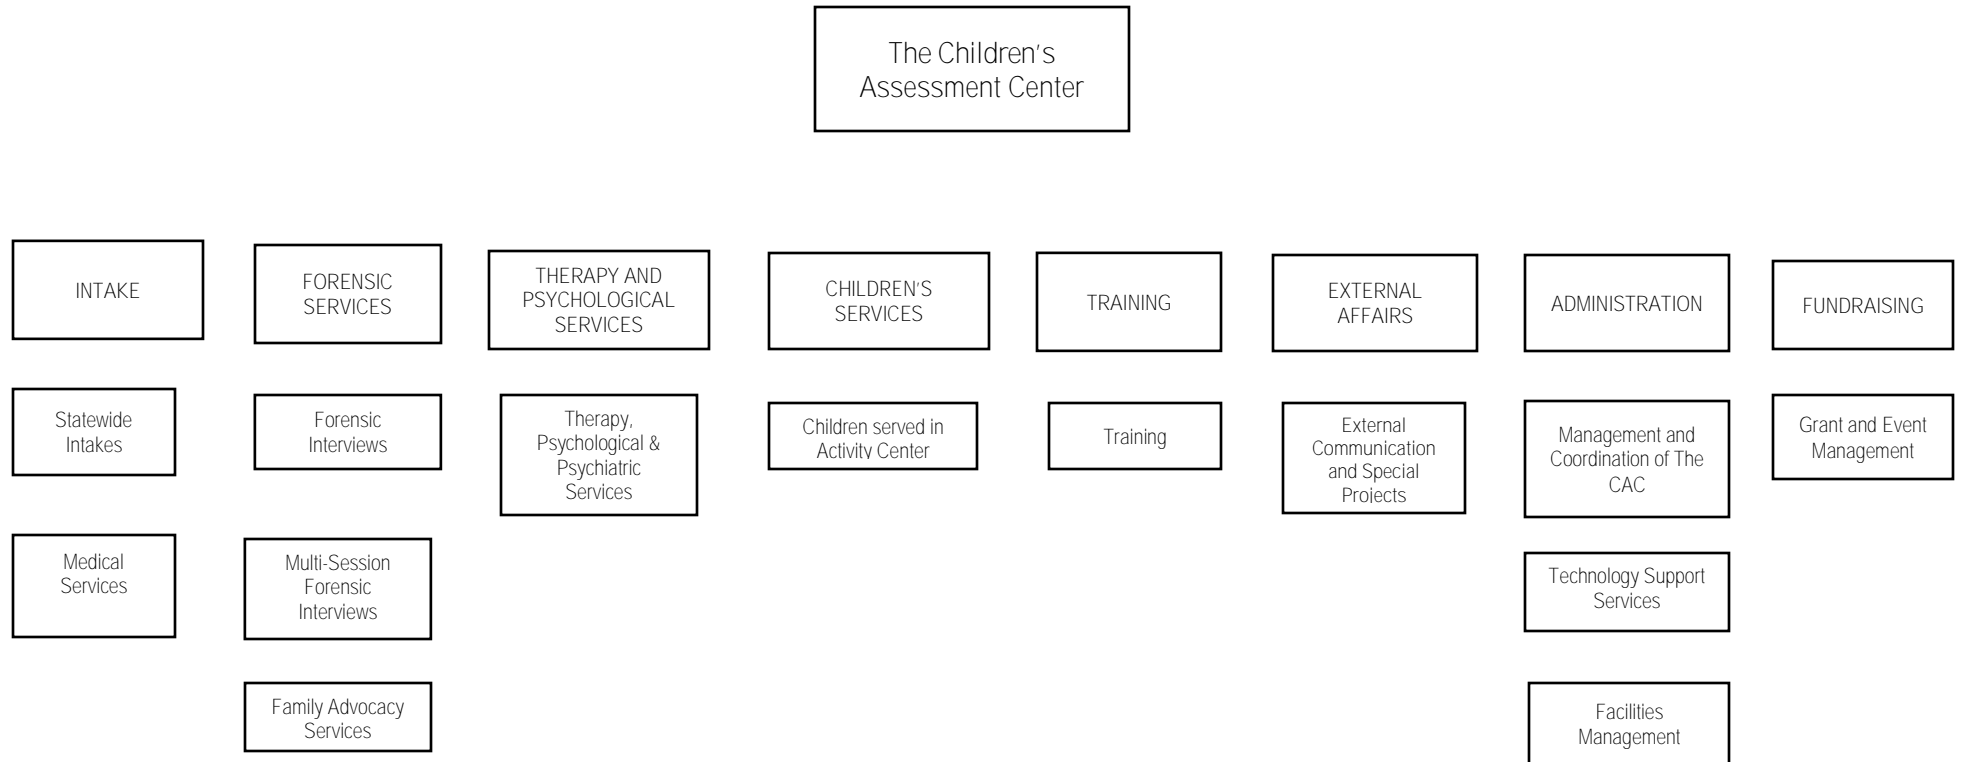 The Children's
Assessment Center
INTAKE
FORENSIC
SERVICES
THERAPY AND
PSYCHOLOGICAL
SERVICES
CHILDREN'S
SERVICES
TRAINING
EXTERNAL
AFFAIRS
ADMINISTRATION
FUNDRAISING
Statewide
Intakes
Forensic
Interviews
Therapy,
Psychological &
Psychiatric
Services
Children served in
Activity Center
Training
External
Communication
and Special
Projects
Management and
Coordination of The
CAC
Grant and Event
Management
Medical
Services
Multi-Session
Forensic
Interviews
Technology Support
Services
Family Advocacy
Services
Facilities
Management